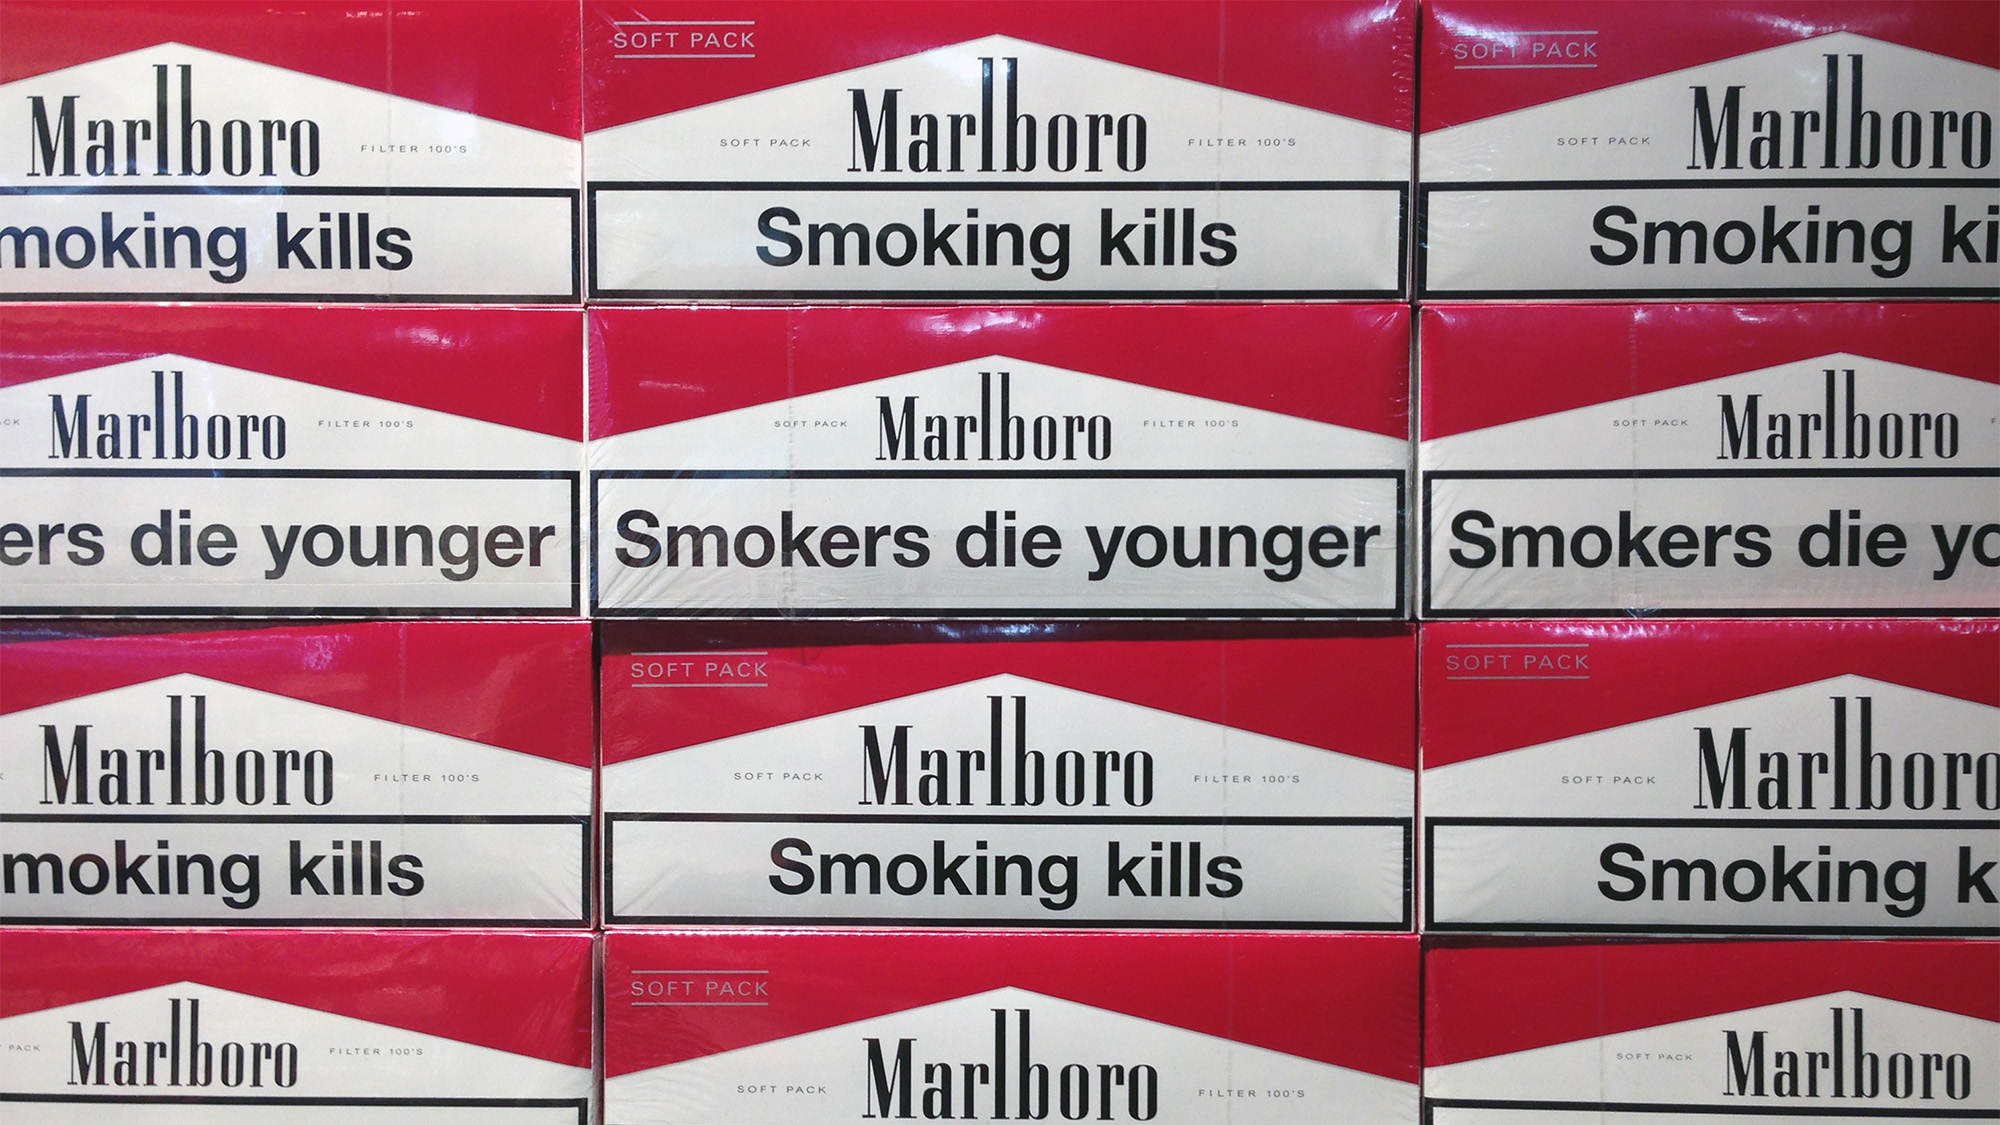 SOFT PACK
SOFT PACK
Marlboro FILTER 100'S
SOFT PACK Marlboro FILTER 100'S
SOFT PACK Marlboro
moking kills
Smoking kills
Smoking ki
CK Marlboro FILTER 100'S
SOFT PACK Marlboro FILTER 100'S
SOFT PACK Marlboro F
ers die younger
Smokers die younger
Smokers die yo
SOFT PACK
SOFT PACK
K Marlboro FILTER 100'S
SOFT PACK Marlboro FILTER 100'S
SOFT PACK Marlboro
moking kills
Smoking kills
Smoking k
SOFT PACK
PACK Marlboro FILTER 100'S
SOFT PACK Marlboro FILTER 100'S
SOFT PACK Marlboro